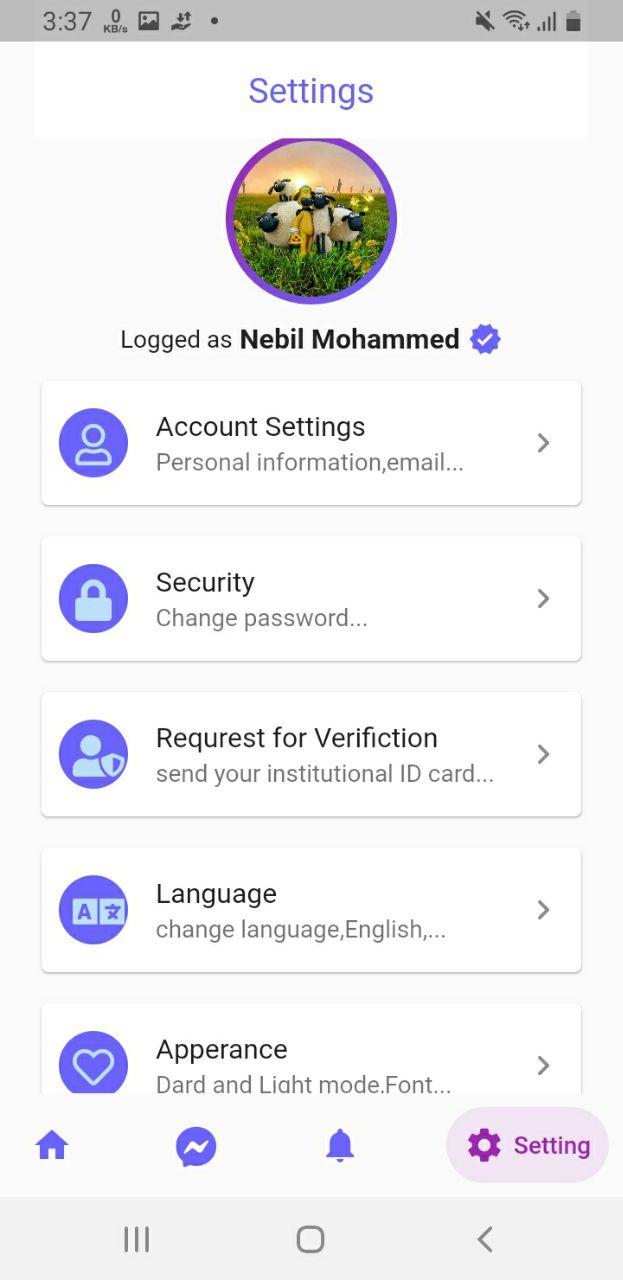 3:37 0 KB/s
Settings
Logged as Nebil Mohammed
Account Settings
Personal information,email...
Security
Change password...
Requrest for Verifiction
send your institutional ID card...
A 文
Language
change language,English,...
Apperance
Dard and Light mode,Font...
Setting